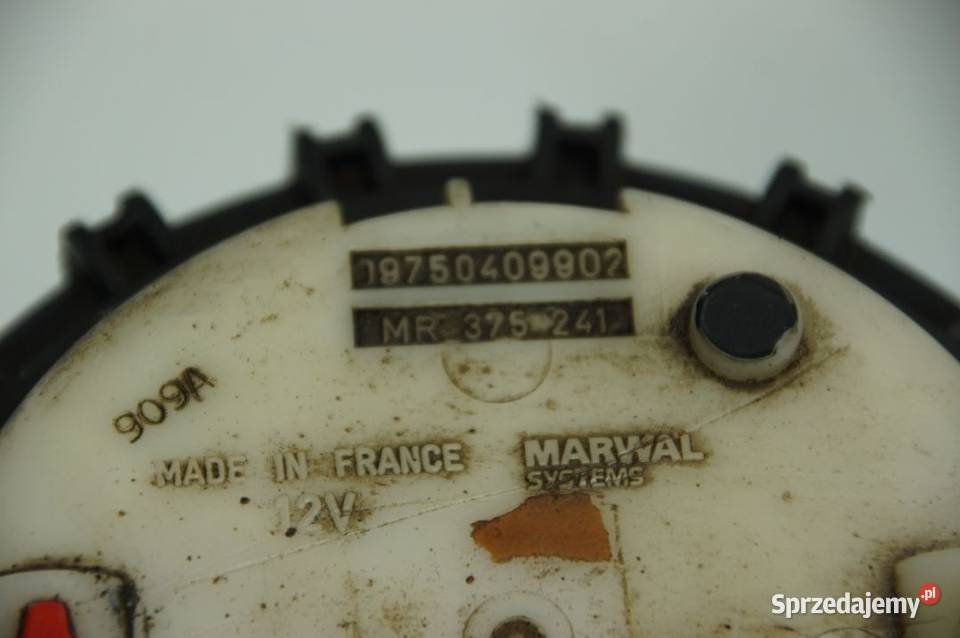 09750409902
MR 375 241
909A
MADE IN FRANCE
MARWAL
SYSTEMS
12V
Sprzedajemy.pl